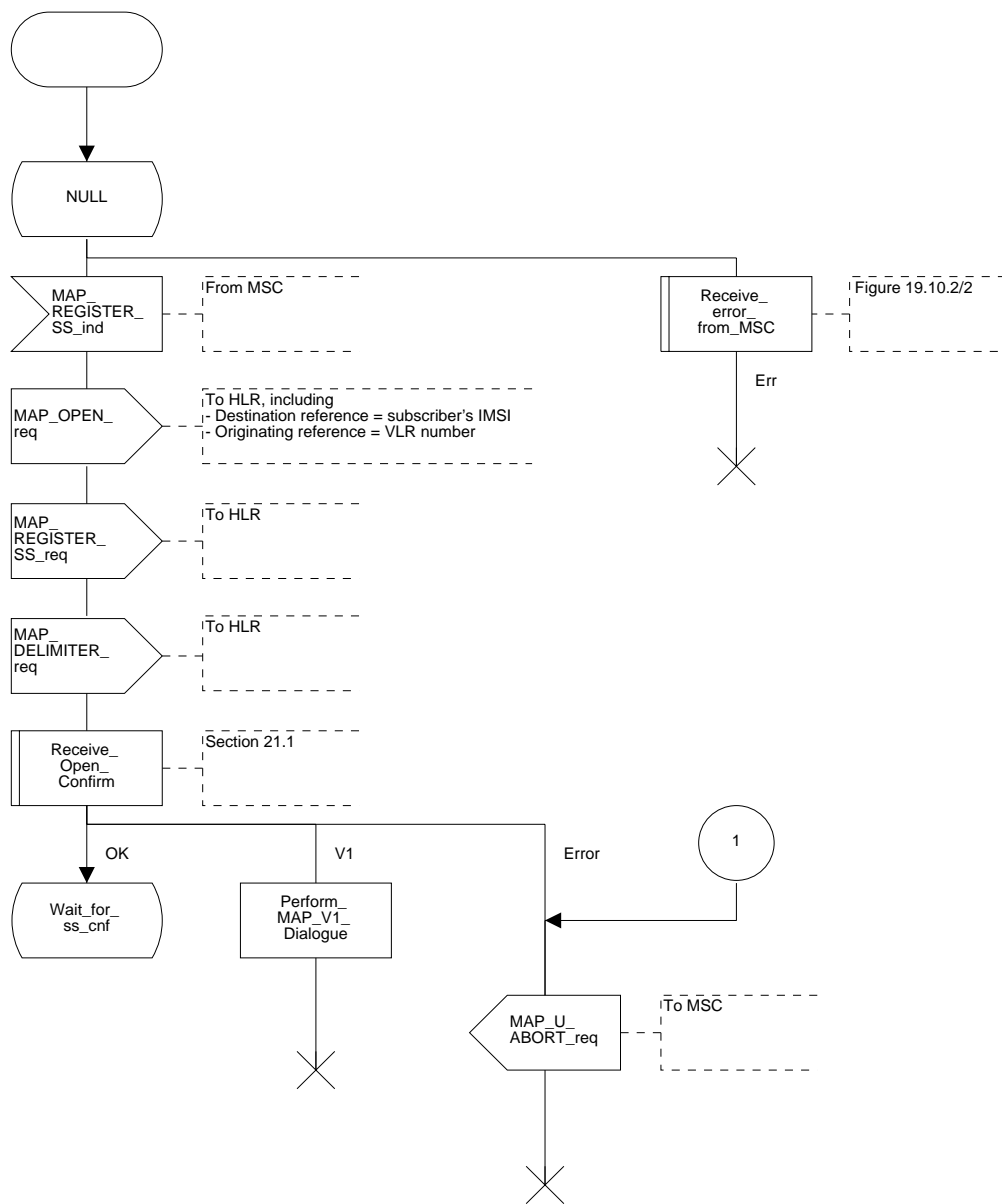 NULL
MAP_
REGISTER_
SS_ind
From MSC
Receive_
error_
from_MSC
Figure 19.10.2/2
Err
MAP_OPEN_
req
To HLR, including
- Destination reference = subscriber's IMSI
- Originating reference = VLR number
MAP_
REGISTER_
SS_req
To HLR
MAP_
DELIMITER_
req
To HLR
Receive_
Open_
Confirm
Section 21.1
OK
V1
Error
1
Wait_for_
ss_cnf
Perform_
MAP_V1_
Dialogue
MAP_U_
ABORT_req
To MSC